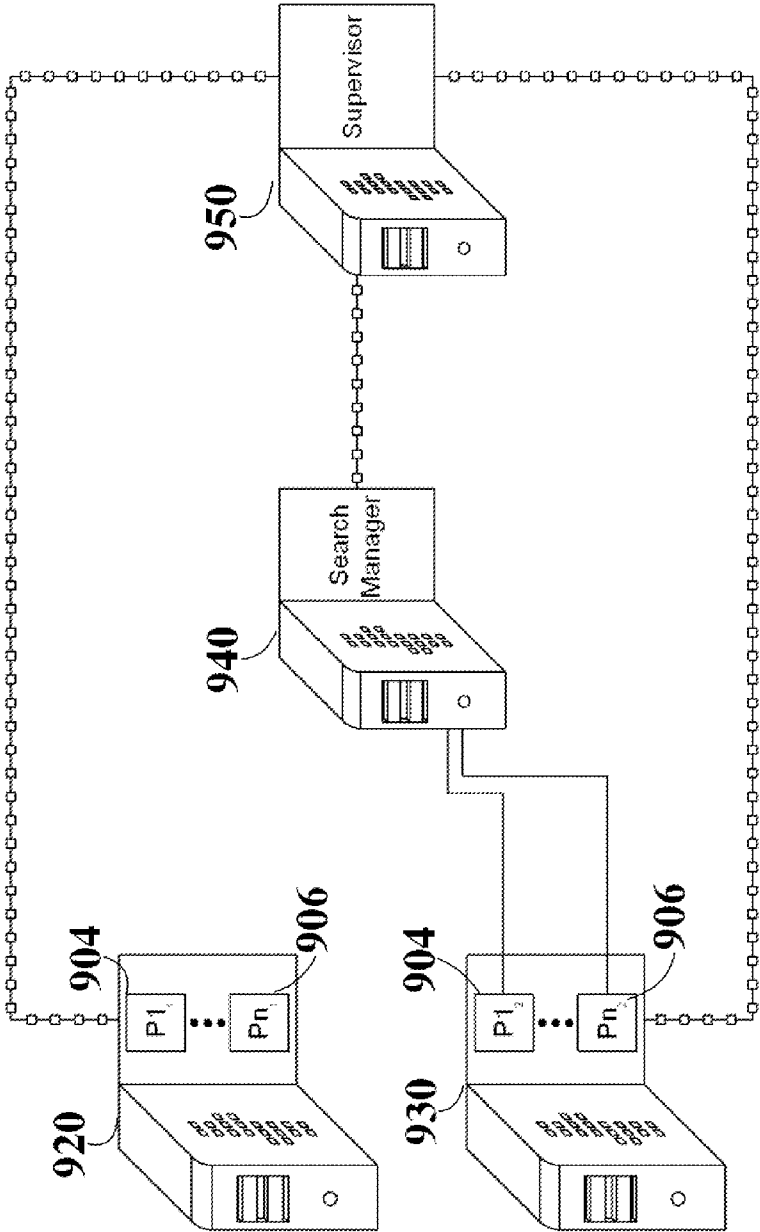 920
904
P1₁
Pn₁
906
940
Search
Manager
950
Supervisor
930
904
P1₂
Pn₂
906